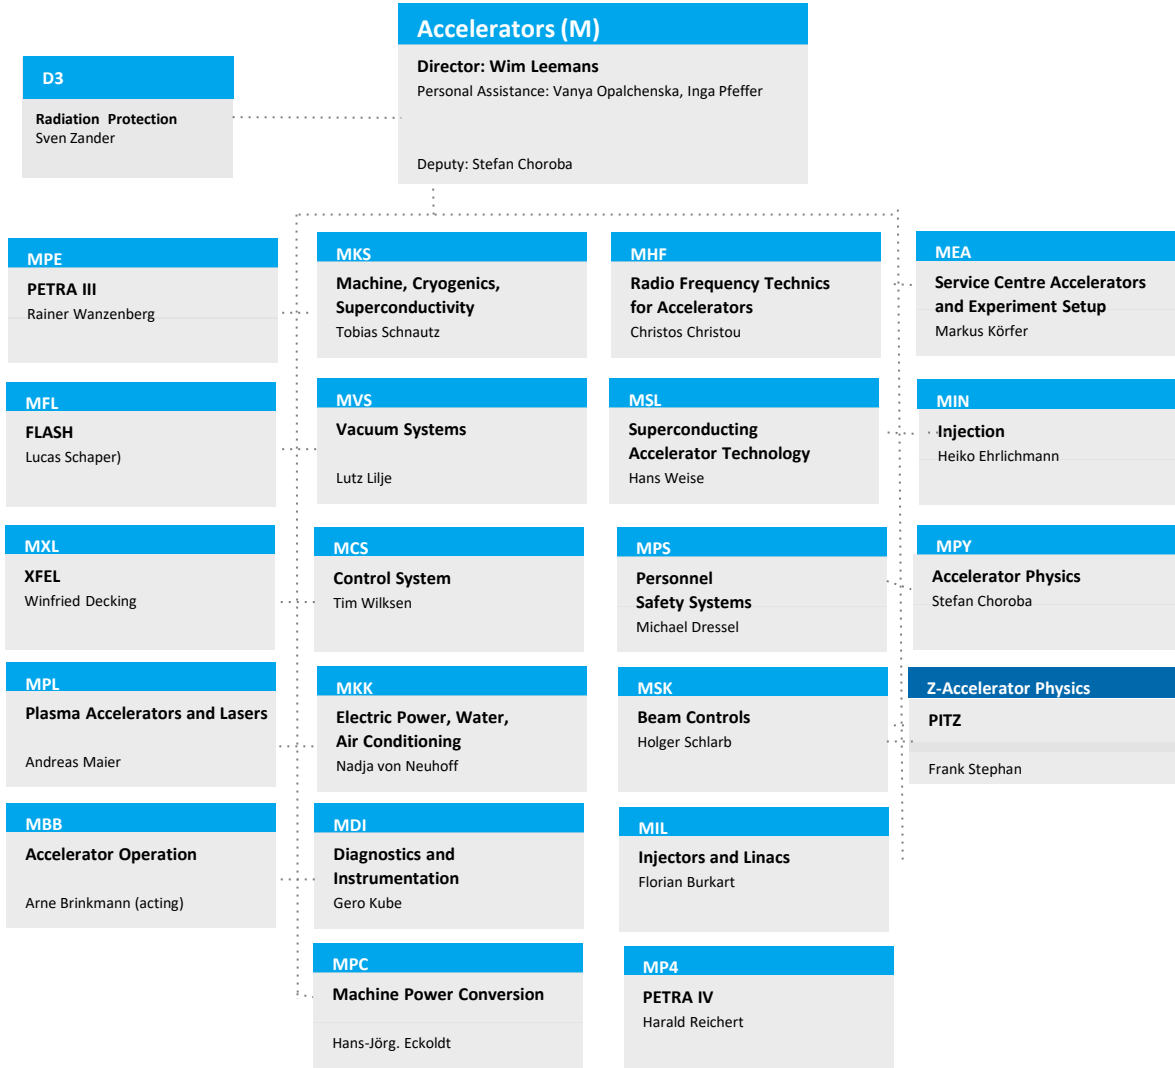 Accelerators (M)
Director: Wim Leemans
Personal Assistance: Vanya Opalchenska, Inga Pfeffer
Deputy: Stefan Choroba
D3
Radiation Protection
Sven Zander
MPE
PETRA III
Rainer Wanzenberg
MKS
Machine, Cryogenics,
Superconductivity
Tobias Schnautz
MHF
Radio Frequency Technics
for Accelerators
Christos Christou
MEA
Service Centre Accelerators
and Experiment Setup
Markus Körfer
MFL
FLASH
Lucas Schaper)
MVS
Vacuum Systems
Lutz Lilje
MSL
Superconducting
Accelerator Technology
Hans Weise
MIN
Injection
Heiko Ehrlichmann
MXL
XFEL
Winfried Decking
MCS
Control System
Tim Wilksen
MPS
Personnel
Safety Systems
Michael Dressel
MPY
Accelerator Physics
Stefan Choroba
MPL
Plasma Accelerators and Lasers
Andreas Maier
MKK
Electric Power, Water,
Air Conditioning
Nadja von Neuhoff
MSK
Beam Controls
Holger Schlarb
Z-Accelerator Physics
PITZ
Frank Stephan
MBB
Accelerator Operation
Arne Brinkmann (acting)
MDI
Diagnostics and
Instrumentation
Gero Kube
MIL
Injectors and Linacs
Florian Burkart
MPC
Machine Power Conversion
Hans-Jörg. Eckoldt
MP4
PETRA IV
Harald Reichert